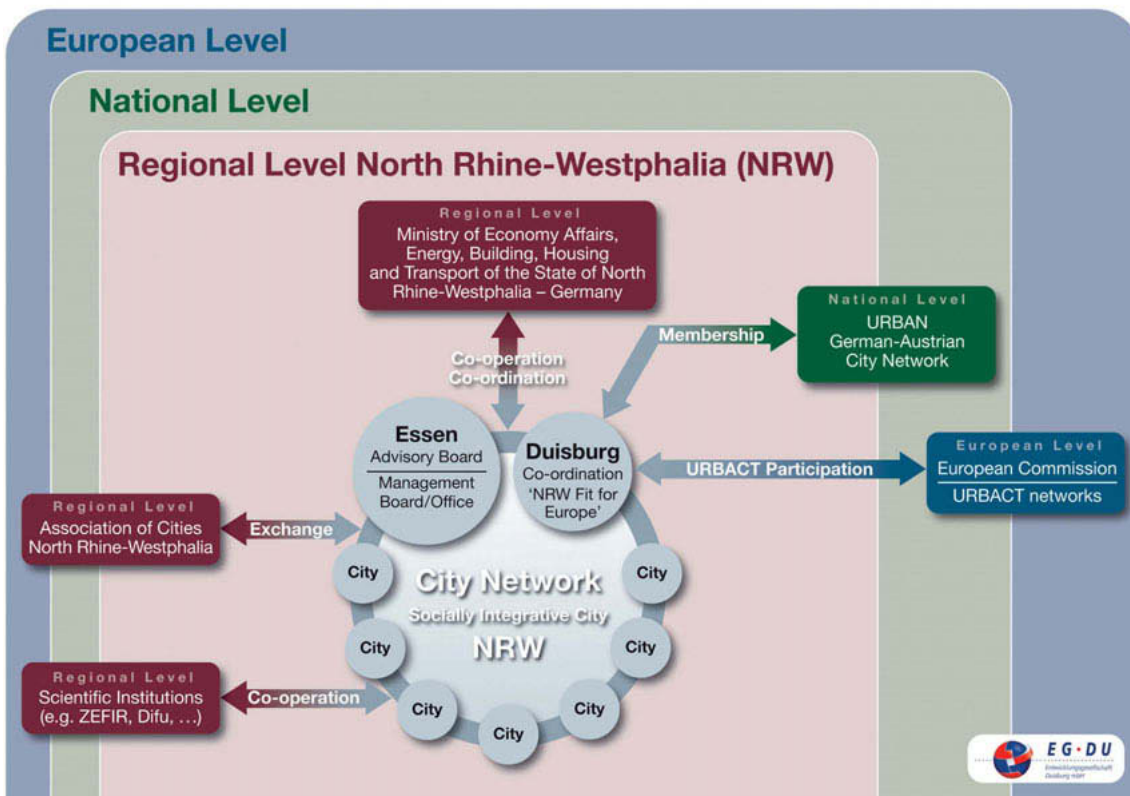 European Level
National Level
Regional Level North Rhine-Westphalia (NRW)
Regional Level
Ministry of Economy Affairs,
Energy, Building, Housing
and Transport of the State of North
Rhine-Westphalia – Germany
National Level
URBAN
German-Austrian
City Network
Membership
Co-operation
Co-ordination
Essen
Advisory Board
Management
Board/Office
Duisburg
Co-ordination
'NRW Fit for
Europe'
URBACT Participation
European Level
European Commission
URBACT networks
Regional Level
Association of Cities
North Rhine-Westphalia
Exchange
City
City
City Network
Socially Integrative City
NRW
City
City
Regional Level
Scientific Institutions
(e.g. ZEFIR, Difu, ...)
Co-operation
City
City
City
EG·DU
Entwicklungsgesellschaft
Duisburg mbH